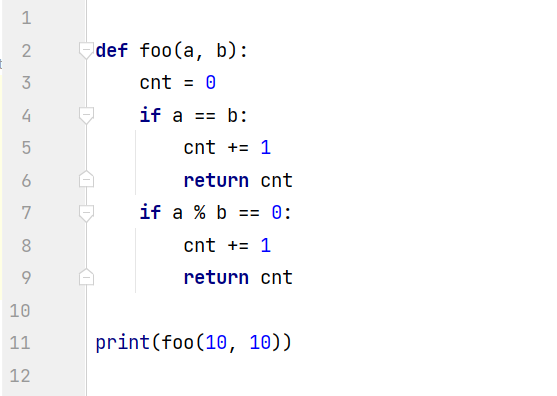 1
2 def foo(a, b):
3     cnt = 0
4     if a == b:
5         cnt += 1
6         return cnt
7     if a % b == 0:
8         cnt += 1
9         return cnt
10
11 print(foo(10, 10))
12